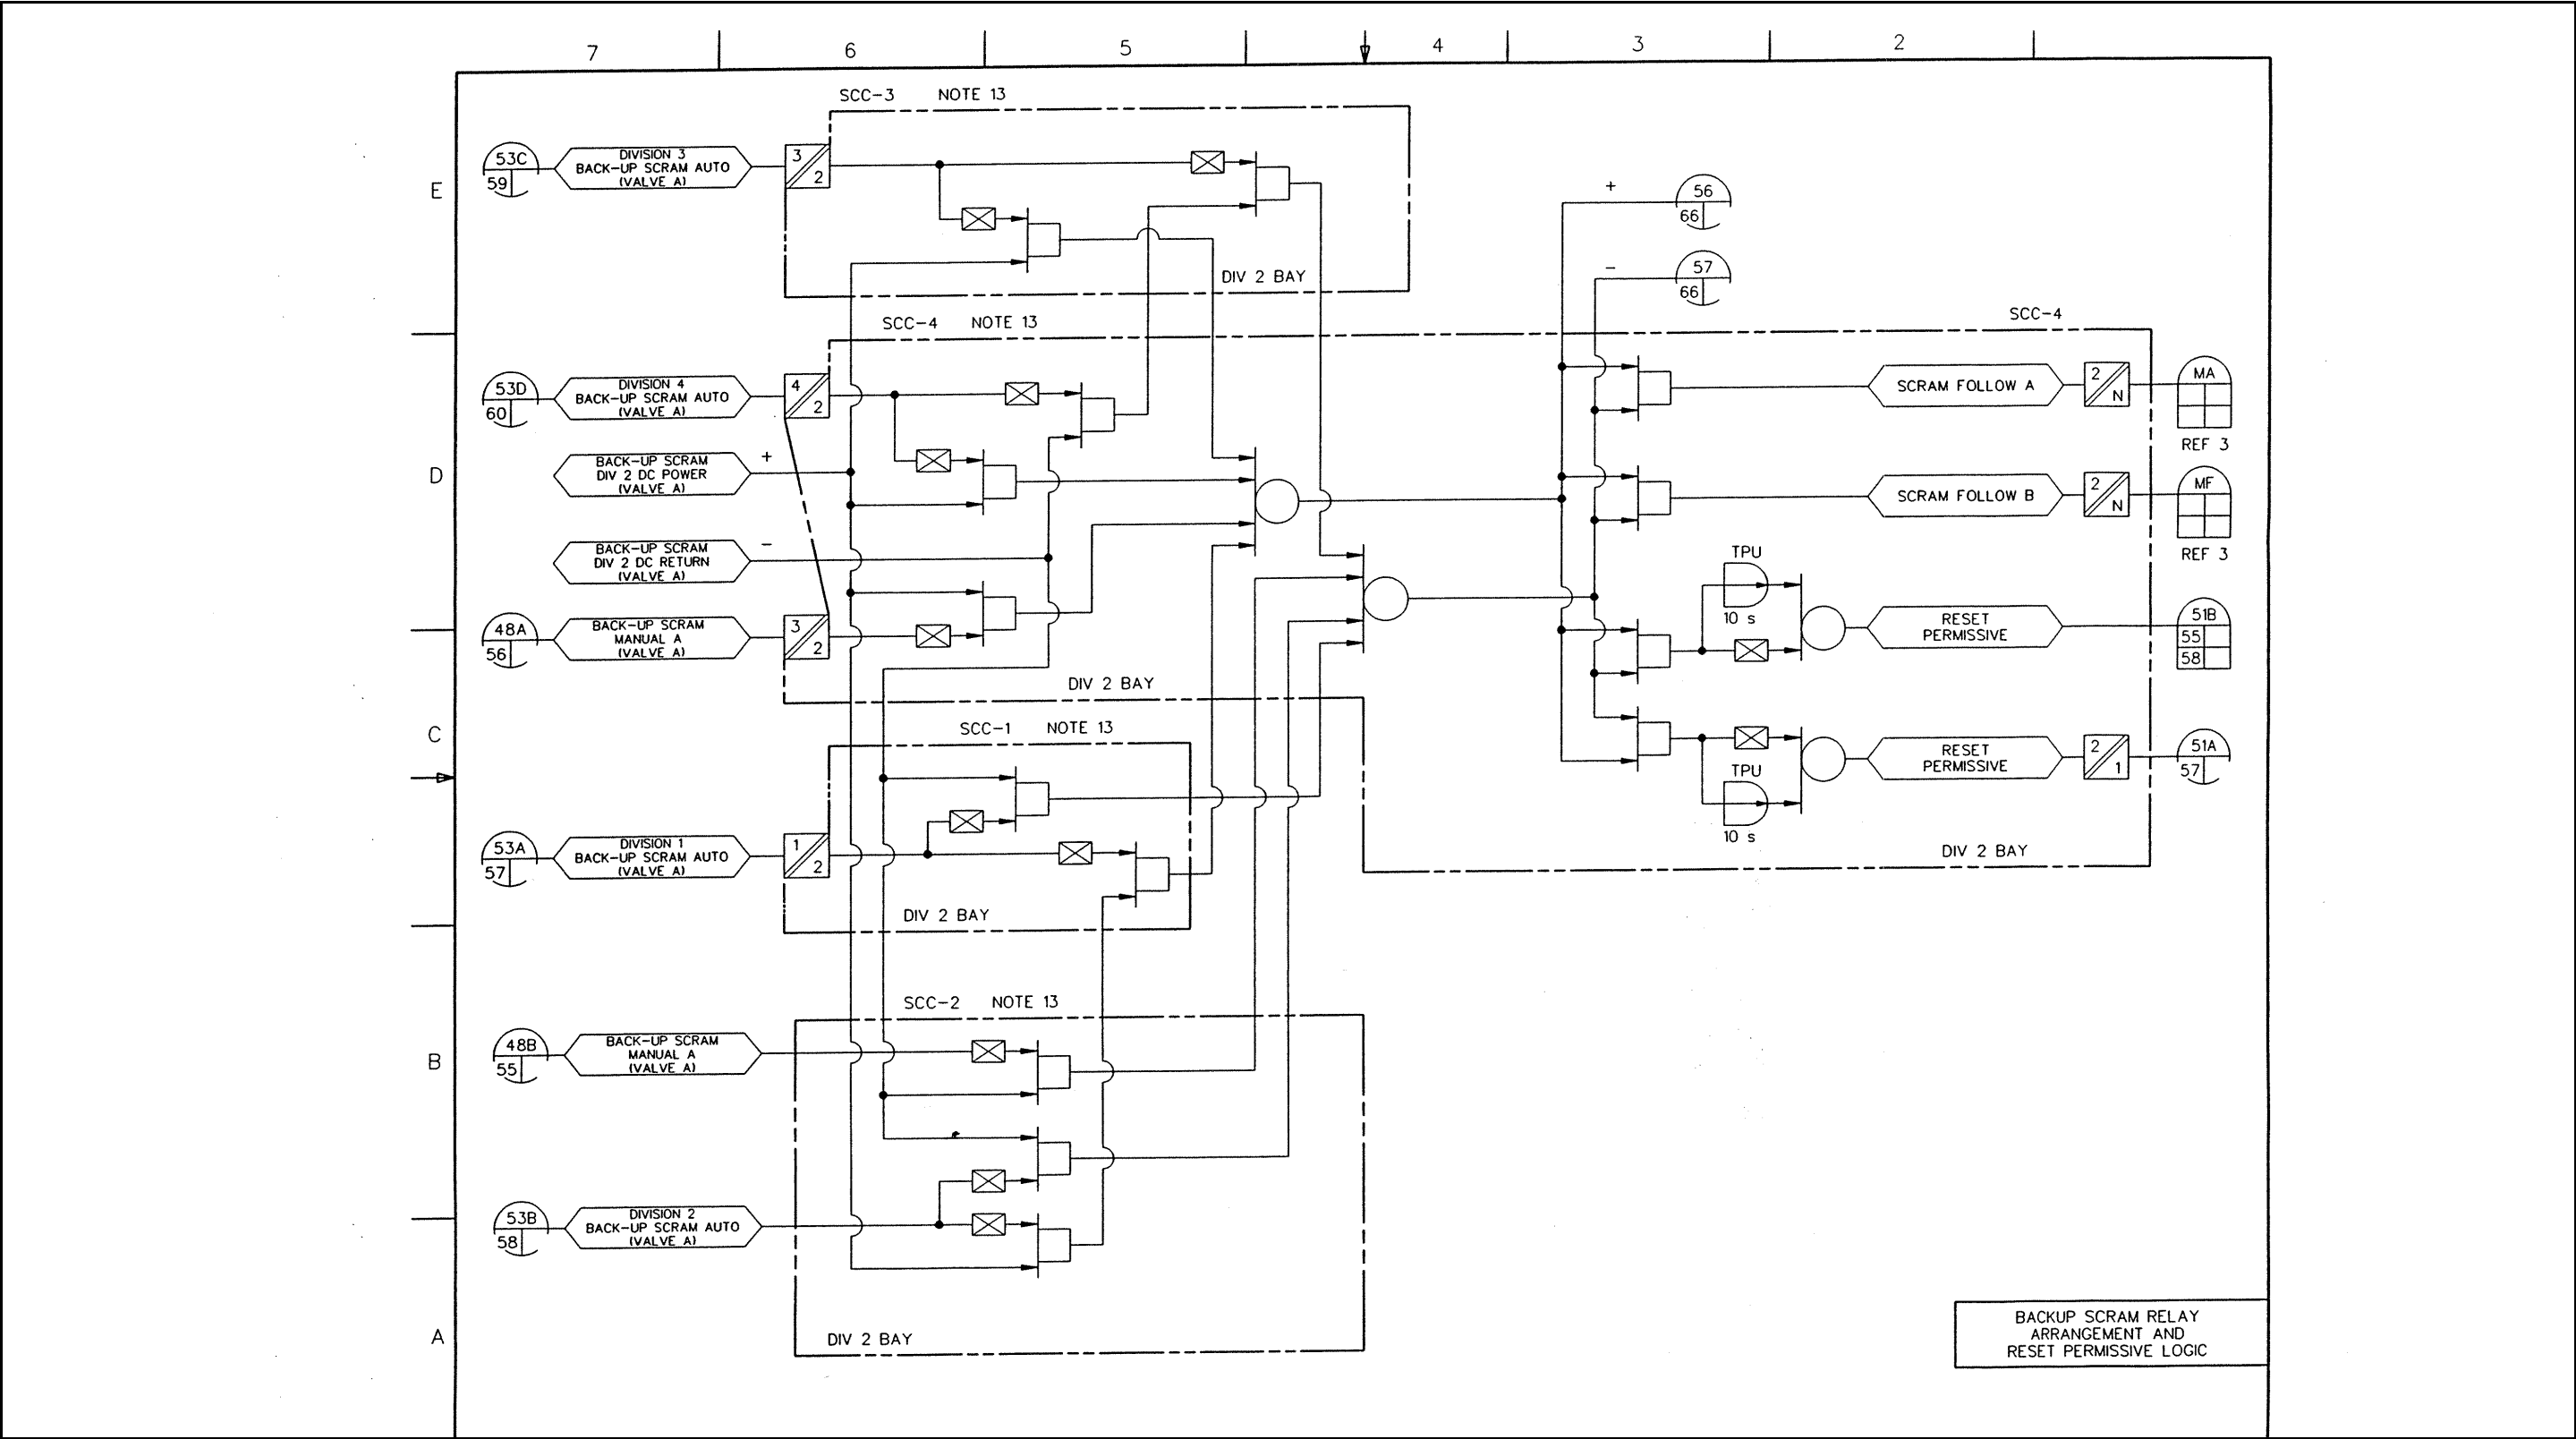 7
6
5
4
3
2
SCC-3 NOTE 13
53C
59
DIVISION 3
BACK-UP SCRAM AUTO
(VALVE A)
3
2
E
DIV 2 BAY
+
56
66
−
57
66
SCC-4 NOTE 13
SCC-4
53D
60
DIVISION 4
BACK-UP SCRAM AUTO
(VALVE A)
4
2
SCRAM FOLLOW A
2
N
MA
REF 3
D
BACK-UP SCRAM
DIV 2 DC POWER
(VALVE A)
+
SCRAM FOLLOW B
2
N
MF
REF 3
BACK-UP SCRAM
DIV 2 DC RETURN
(VALVE A)
−
TPU
10 s
RESET
PERMISSIVE
51B
55
58
48A
56
BACK-UP SCRAM
MANUAL A
(VALVE A)
3
2
DIV 2 BAY
C
SCC-1 NOTE 13
RESET
PERMISSIVE
2
1
51A
57
TPU
10 s
DIV 2 BAY
53A
57
DIVISION 1
BACK-UP SCRAM AUTO
(VALVE A)
1
2
DIV 2 BAY
SCC-2 NOTE 13
B
48B
55
BACK-UP SCRAM
MANUAL A
(VALVE A)
53B
58
DIVISION 2
BACK-UP SCRAM AUTO
(VALVE A)
A
DIV 2 BAY
BACKUP SCRAM RELAY
ARRANGEMENT AND
RESET PERMISSIVE LOGIC